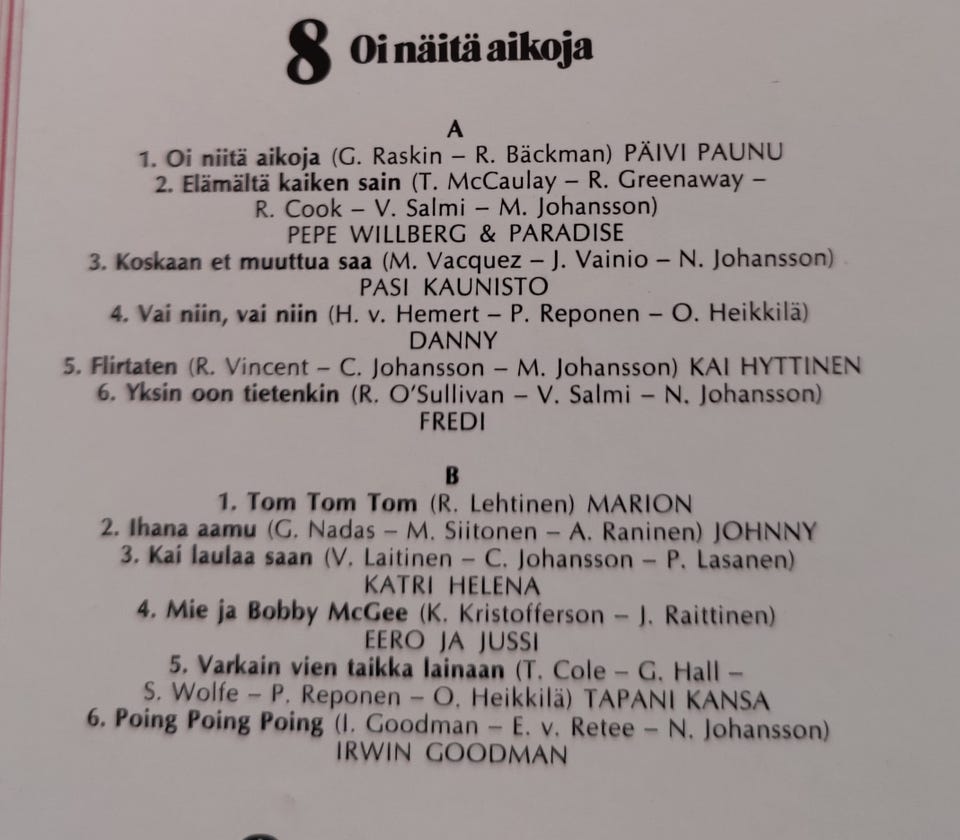 8 Oi näitä aikoja
A
1. Oi niitä aikoja (G. Raskin – R. Bäckman) PÄIVI PAUNU
2. Elämältä kaiken sain (T. McCaulay – R. Greenaway –
R. Cook – V. Salmi – M. Johansson)
PEPE WILLBERG & PARADISE
3. Koskaan et muuttua saa (M. Vacquez – J. Vainio – N. Johansson)
PASI KAUNISTO
4. Vai niin, vai niin (H. v. Hemert – P. Reponen – O. Heikkilä)
DANNY
5. Flirtaten (R. Vincent – C. Johansson – M. Johansson) KAI HYTTINEN
6. Yksin oon tietenkin (R. O'Sullivan – V. Salmi – N. Johansson)
FREDI
B
1. Tom Tom Tom (R. Lehtinen) MARION
2. Ihana aamu (G. Nadas – M. Siitonen – A. Raninen) JOHNNY
3. Kai laulaa saan (V. Laitinen – C. Johansson – P. Lasanen)
KATRI HELENA
4. Mie ja Bobby McGee (K. Kristofferson – J. Raittinen)
EERO JA JUSSI
5. Varkain vien taikka lainaan (T. Cole – G. Hall –
S. Wolfe – P. Reponen – O. Heikkilä) TAPANI KANSA
6. Poing Poing Poing (I. Goodman – E. v. Retee – N. Johansson)
IRWIN GOODMAN